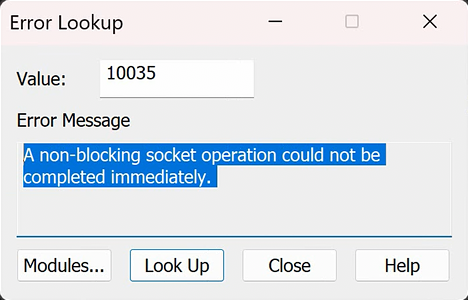 Error Lookup
Value: 10035
Error Message
A non-blocking socket operation could not be
completed immediately.
Modules... Look Up Close Help